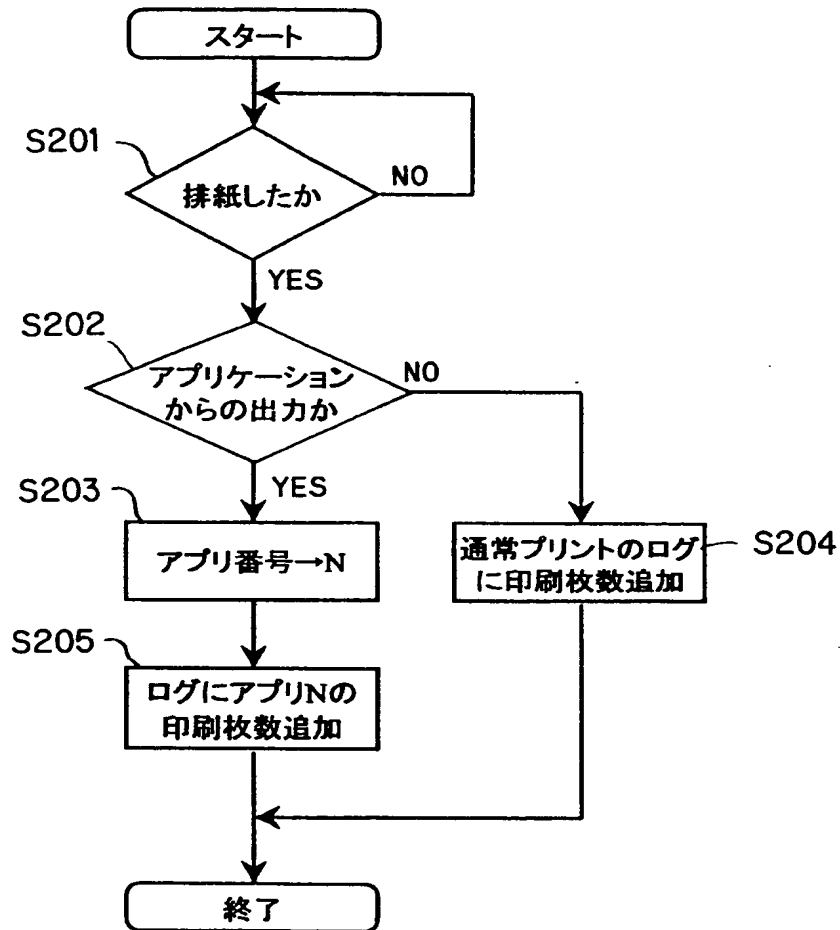 スタート
S201
排紙したか
NO
YES
S202
アプリケーション
からの出力か
NO
YES
S203
アプリ番号→N
通常プリントのログ
に印刷枚数追加
S204
S205
ログにアプリNの
印刷枚数追加
終了